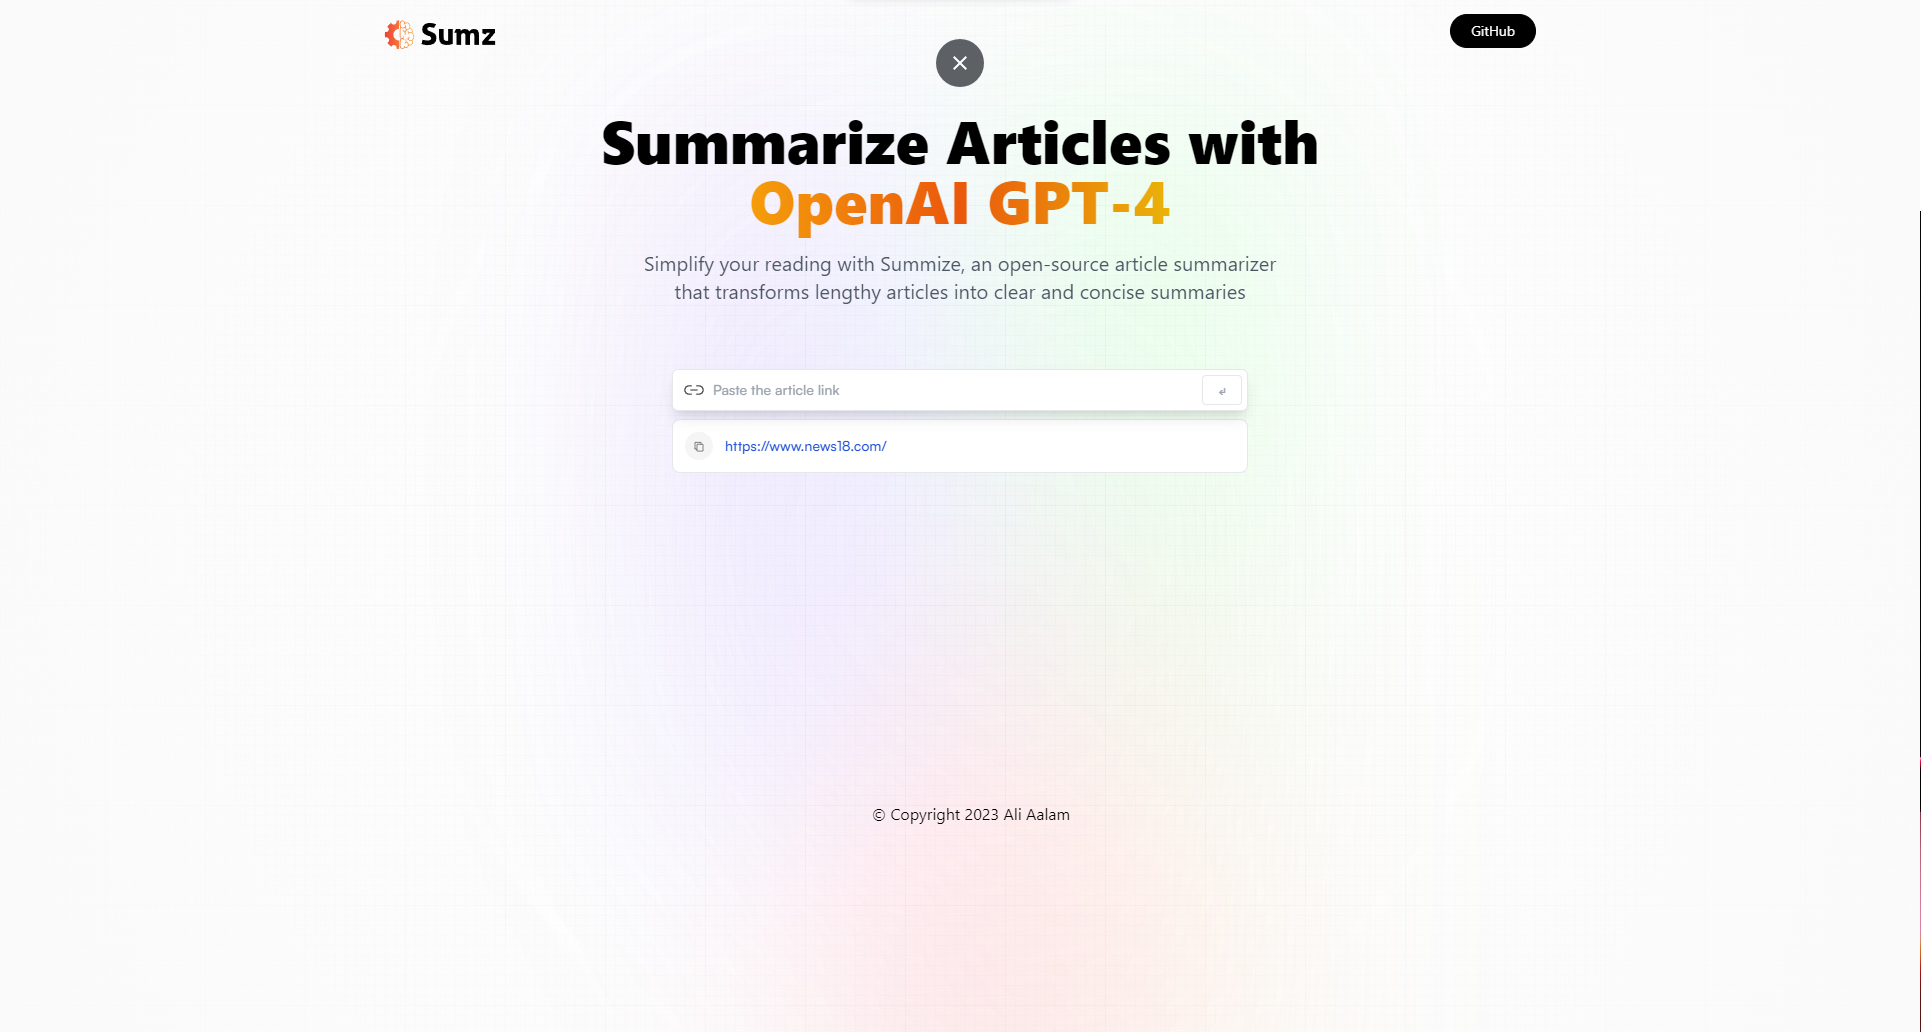 Sumz
GitHub
Summarize Articles with
OpenAI GPT-4
Simplify your reading with Summize, an open-source article summarizer
that transforms lengthy articles into clear and concise summaries
Paste the article link
https://www.news18.com/
© Copyright 2023 Ali Aalam